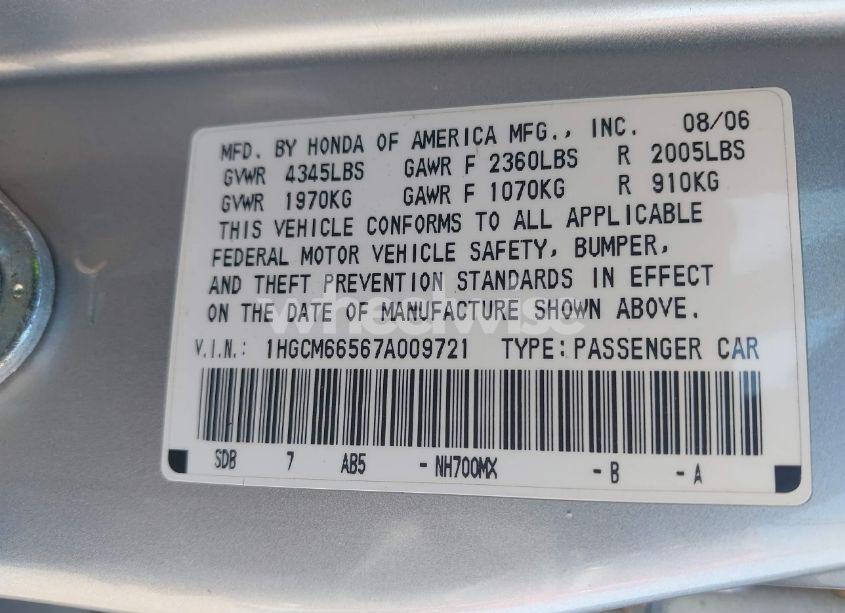 MFD. BY HONDA OF AMERICA MFG., INC. 08/06
GVWR 4345LBS GAWR F 2360LBS R 2005LBS
GVWR 1970KG GAWR F 1070KG R 910KG
THIS VEHICLE CONFORMS TO ALL APPLICABLE
FEDERAL MOTOR VEHICLE SAFETY, BUMPER,
AND THEFT PREVENTION STANDARDS IN EFFECT
ON THE DATE OF MANUFACTURE SHOWN ABOVE.
wheelwise
V.I.N.: 1HGCM66567A009721 TYPE: PASSENGER CAR
SDB 7 AB5 - NH700MX - B - A